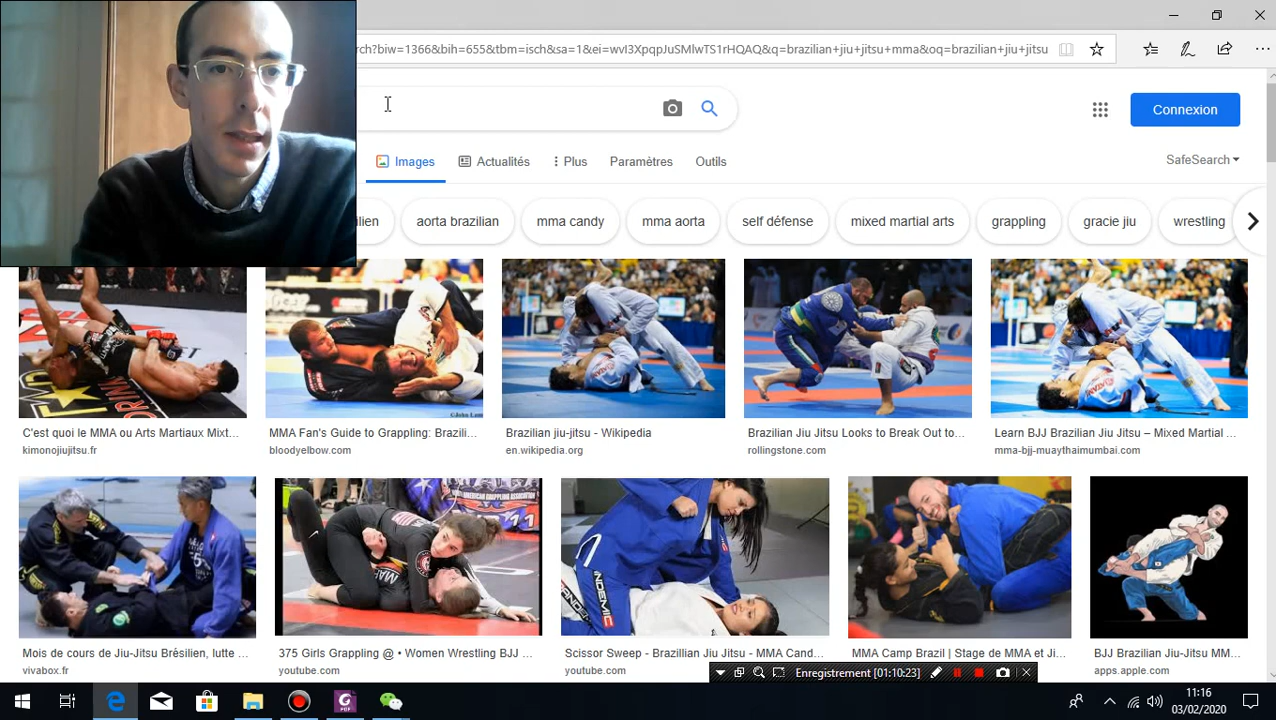 rch?biw=1366&bih=655&tbm=isch&sa=1&ei=wvI3XpqpJuSMlwTS1rHQAQ&q=brazilian+jiu+jitsu+mma&oq=brazilian+jiu+jitsu
Connexion
Images
Actualités
Plus
Paramètres
Outils
SafeSearch
ilien
aorta brazilian
mma candy
mma aorta
self défense
mixed martial arts
grappling
gracie jiu
wrestling
C'est quoi le MMA ou Arts Martiaux Mixt...
MMA Fan's Guide to Grappling: Brazili...
Brazilian jiu-jitsu - Wikipedia
Brazilian Jiu Jitsu Looks to Break Out to...
Learn BJJ Brazilian Jiu Jitsu – Mixed Martial ...
kimonojiujitsu.fr
bloodyelbow.com
en.wikipedia.org
rollingstone.com
mma-bjj-muaythaimumbai.com
Mois de cours de Jiu-Jitsu Brésilien, lutte ...
375 Girls Grappling @ • Women Wrestling BJJ ...
Scissor Sweep - Brazillian Jiu Jitsu - MMA Cand...
MMA Camp Brazil | Stage de MMA et Ji...
BJJ Brazilian Jiu-Jitsu MM...
vivabox.fr
youtube.com
youtube.com
apps.apple.com
Enregistrement (01:10:23)
11:16
03/02/2020